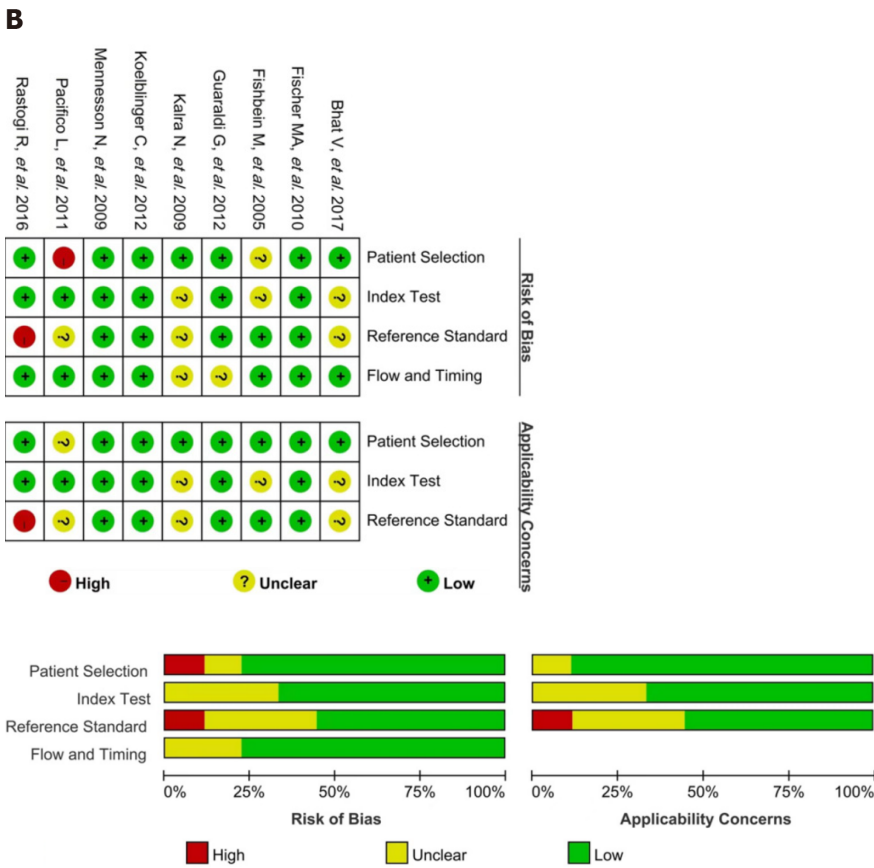 B
Rastogi R, et al. 2016
Pacifico L, et al. 2011
Mennesson N, et al. 2009
Koelblinger C, et al. 2012
Kalra N, et al. 2009
Guaraldi G, et al. 2012
Fishbein M, et al. 2005
Fischer MA, et al. 2010
Bhat V, et al. 2017
+ - + + + + ? + + Patient Selection
+ + + + ? + ? + ? Index Test
- ? + + ? + + + ? Reference Standard
+ + + + ? ? + + + Flow and Timing
Risk of Bias
+ ? + + + + + + + Patient Selection
+ + + + ? + ? + ? Index Test
- ? + + ? + + + ? Reference Standard
Applicability Concerns
- High ? Unclear + Low
Patient Selection
Index Test
Reference Standard
Flow and Timing
0% 25% 50% 75% 100% 0% 25% 50% 75% 100%
Risk of Bias Applicability Concerns
High Unclear Low